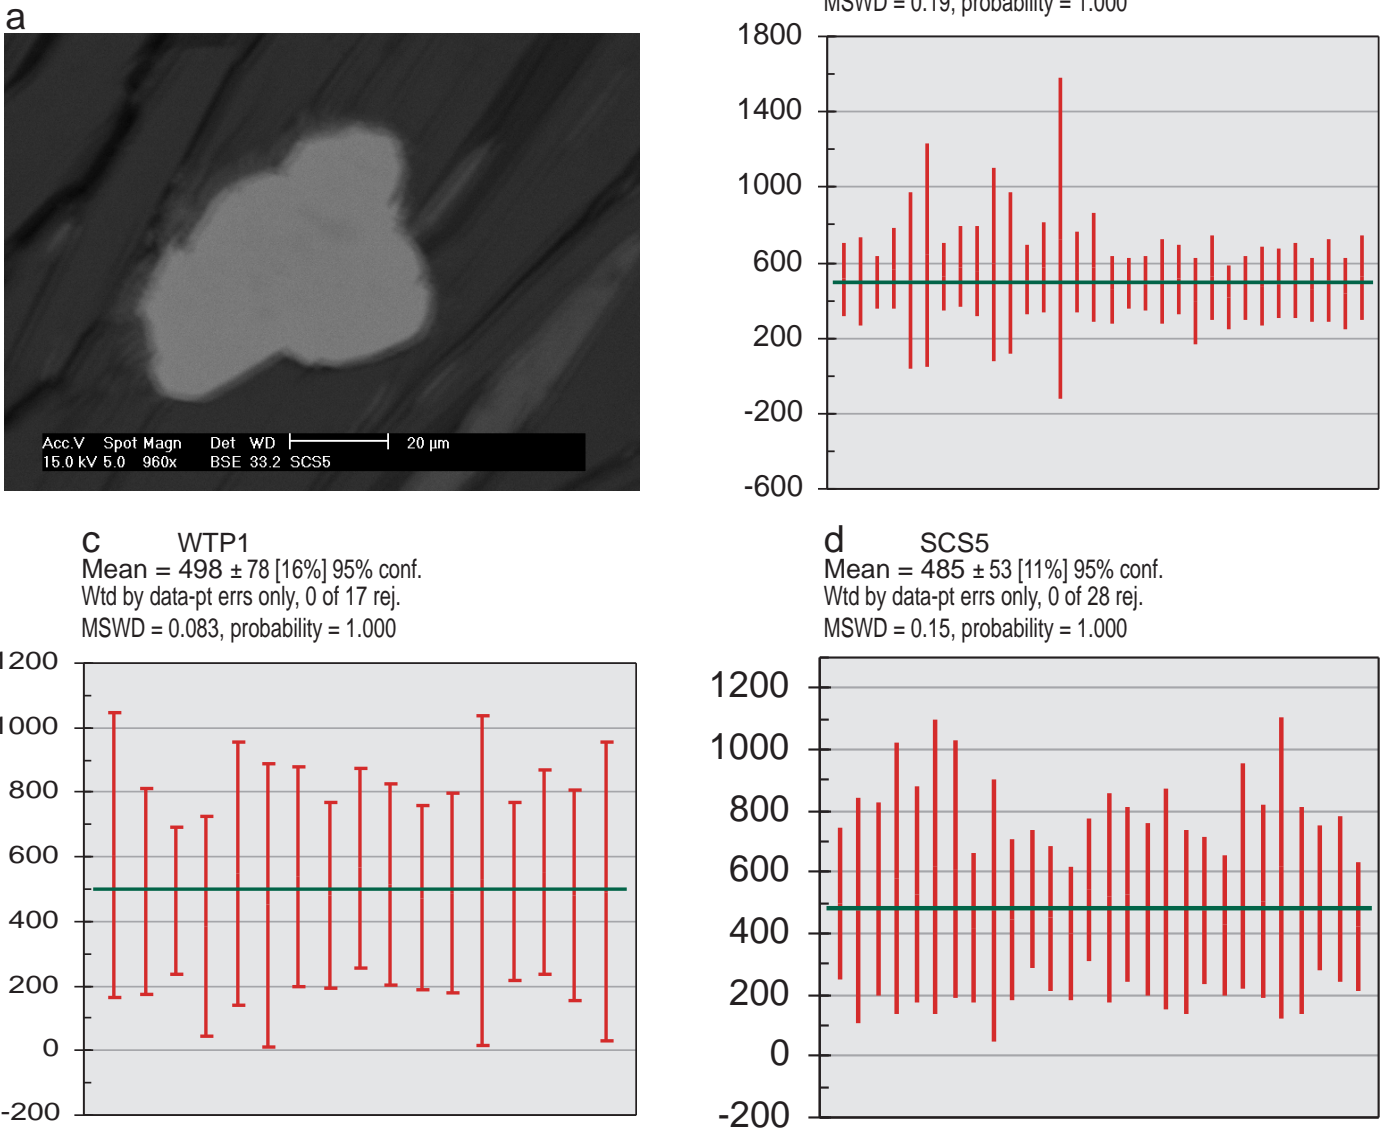 a
Acc.V Spot Magn Det WD 20 µm
15.0 kV 5.0 960x BSE 33.2 SCS5
MSWD = 0.19, probability = 1.000
1800
1400
1000
600
200
-200
-600
c WTP1
Mean = 498 ± 78 [16%] 95% conf.
Wtd by data-pt errs only, 0 of 17 rej.
MSWD = 0.083, probability = 1.000
1200
1000
800
600
400
200
0
-200
d SCS5
Mean = 485 ± 53 [11%] 95% conf.
Wtd by data-pt errs only, 0 of 28 rej.
MSWD = 0.15, probability = 1.000
1200
1000
800
600
400
200
0
-200